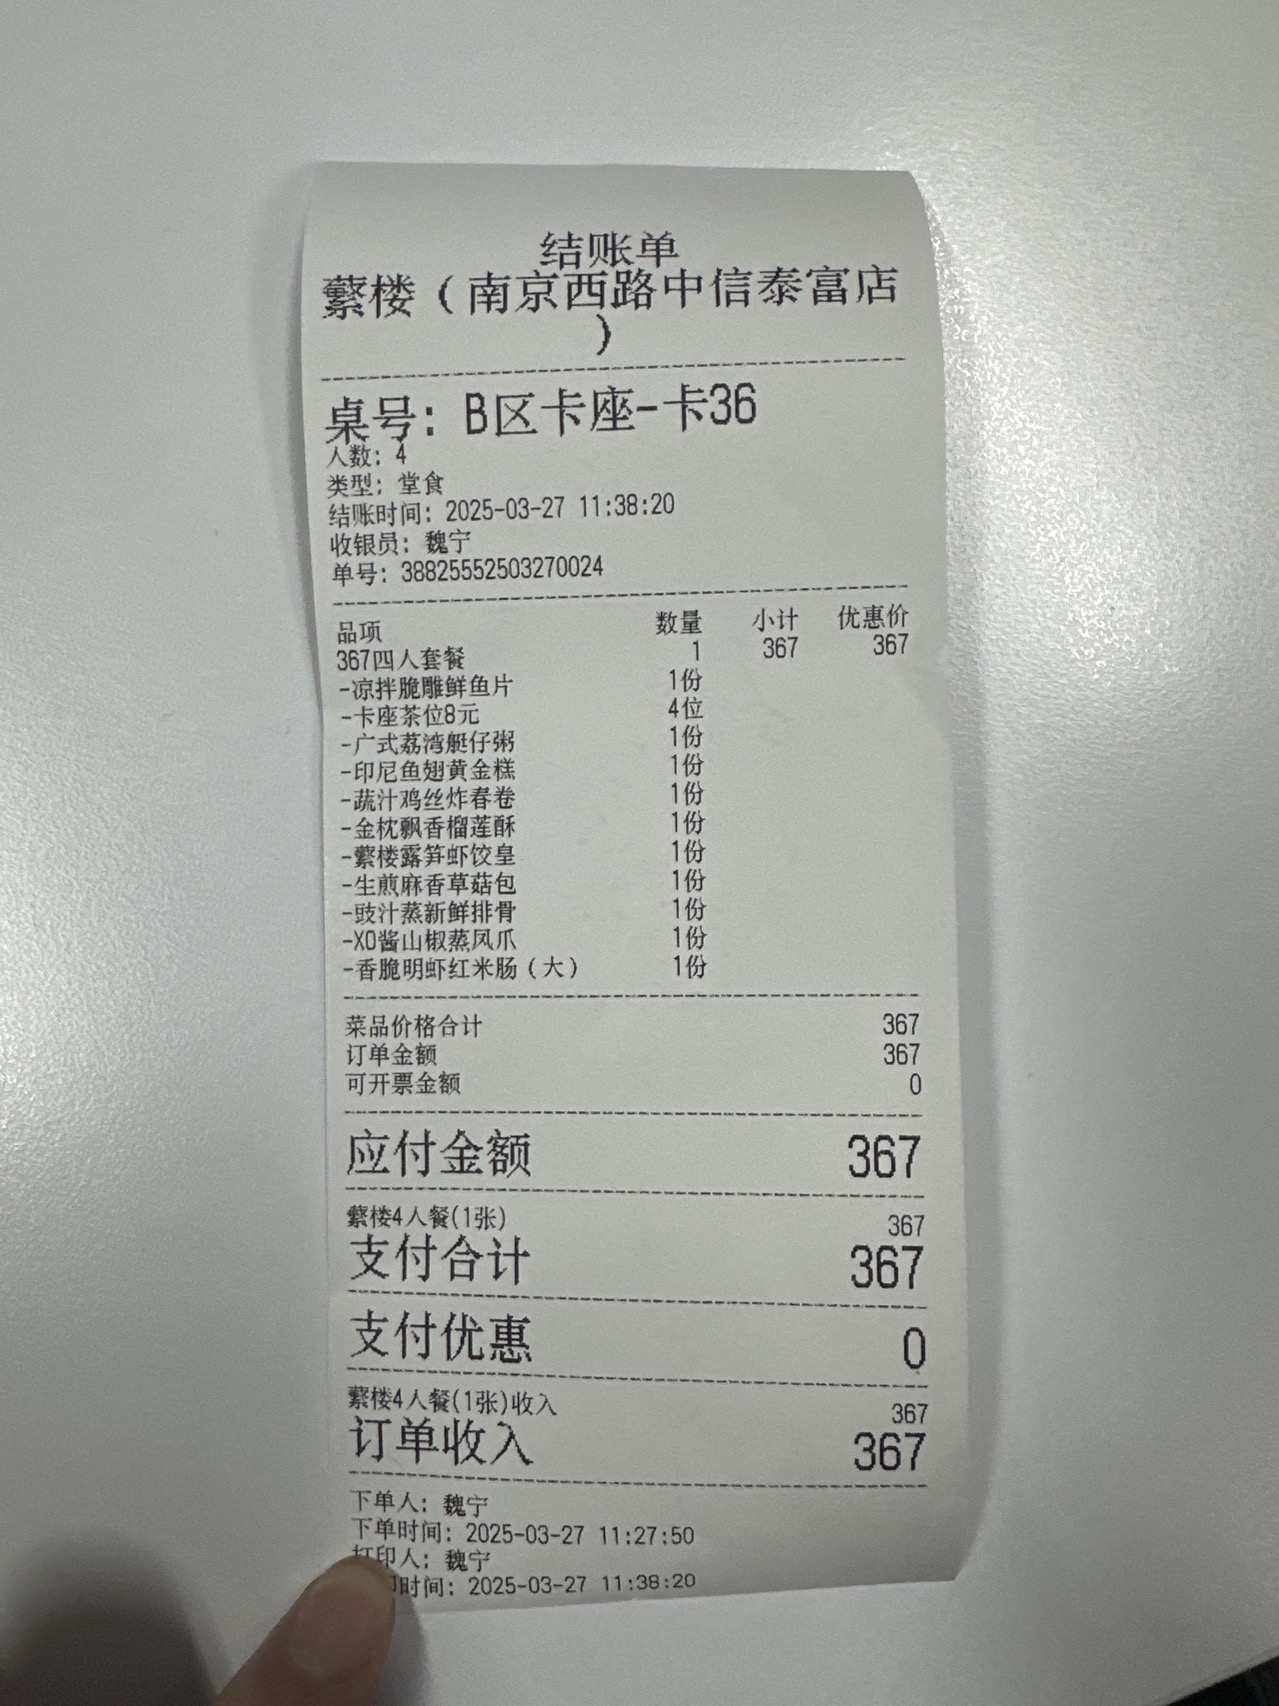 结账单
蘩楼（南京西路中信泰富店
）
桌号：B区卡座-卡36
人数：4
类型：堂食
结账时间：2025-03-27 11:38:20
收银员：魏宁
单号：38825552503270024
品项 数量 小计 优惠价
367四人套餐 1 367 367
-凉拌脆雕鲜鱼片 1份
-卡座茶位8元 4位
-广式荔湾艇仔粥 1份
-印尼鱼翅黄金糕 1份
-蔬汁鸡丝炸春卷 1份
-金枕飘香榴莲酥 1份
-蘩楼露笋虾饺皇 1份
-生煎麻香草菇包 1份
-豉汁蒸新鲜排骨 1份
-XO酱山椒蒸凤爪 1份
-香脆明虾红米肠（大） 1份
菜品价格合计 367
订单金额 367
可开票金额 0
应付金额 367
蘩楼4人餐(1张) 367
支付合计 367
支付优惠 0
蘩楼4人餐(1张)收入 367
订单收入 367
下单人：魏宁
下单时间：2025-03-27 11:27:50
打印人：魏宁
印时间：2025-03-27 11:38:20